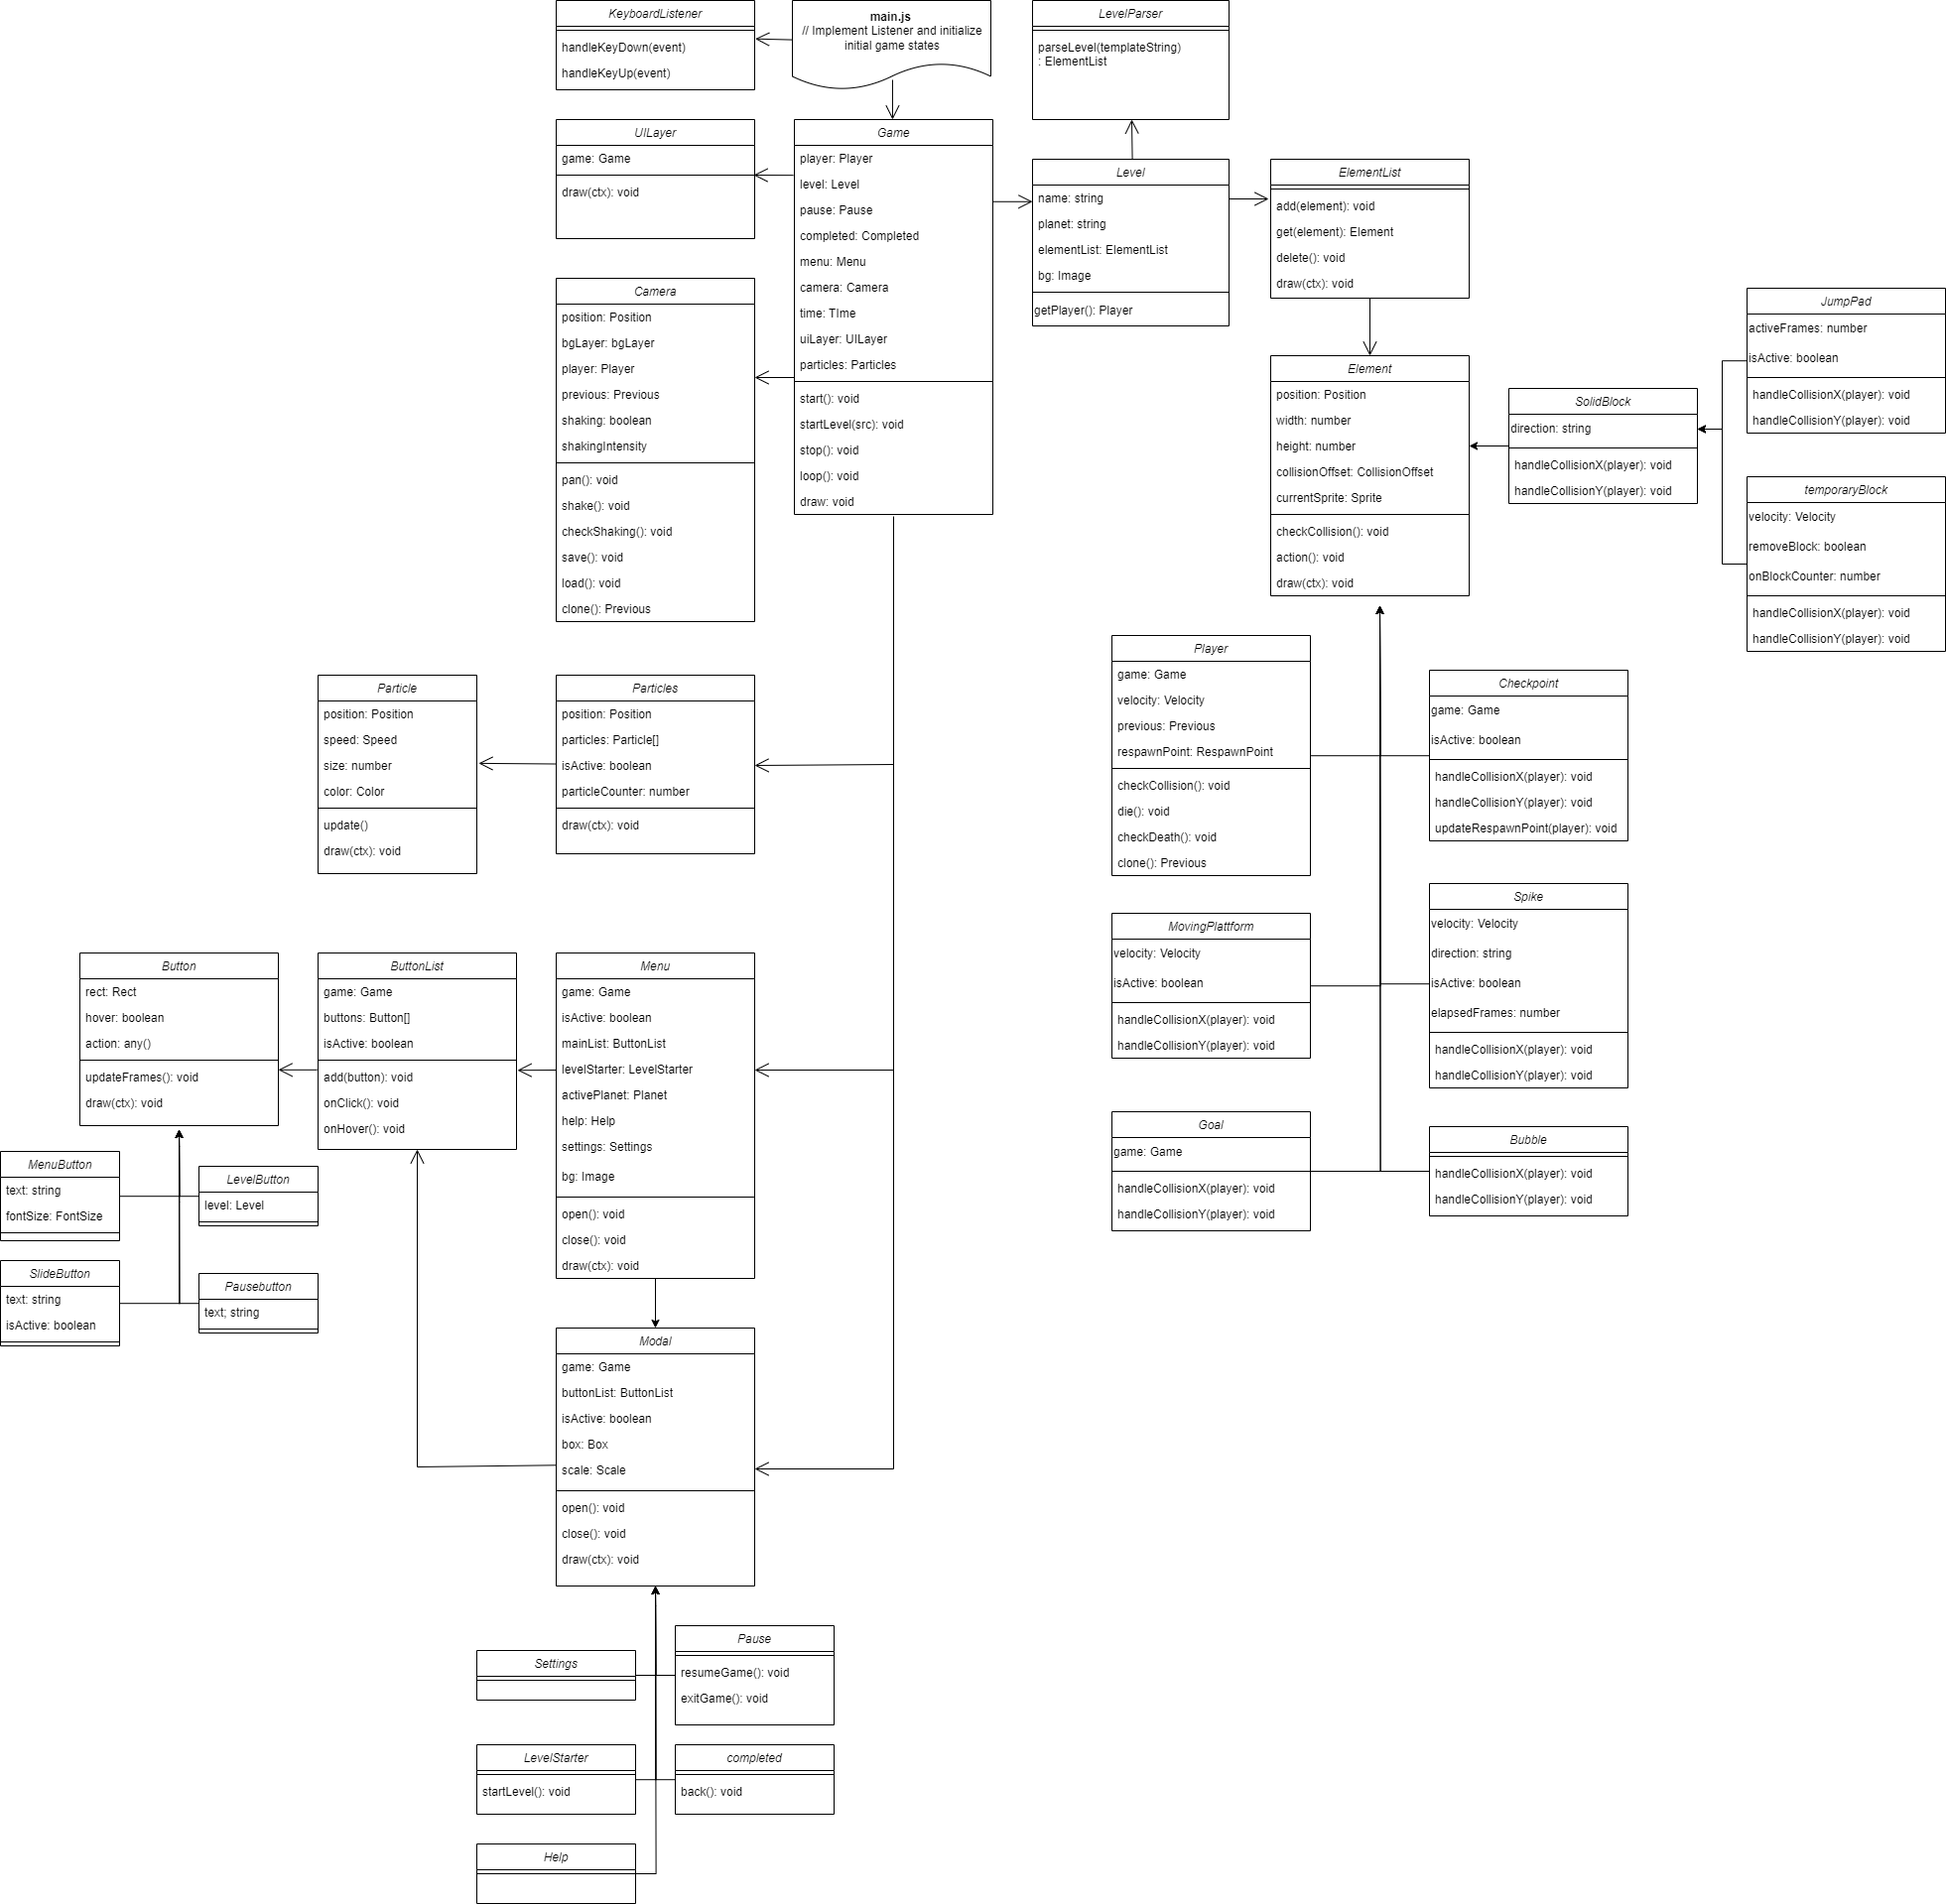 KeyboardListener
handleKeyDown(event)
handleKeyUp(event)
main.js
// Implement Listener and initialize
initial game states
LevelParser
parseLevel(templateString)
: ElementList
UILayer
game: Game
draw(ctx): void
Game
player: Player
level: Level
pause: Pause
completed: Completed
menu: Menu
camera: Camera
time: TIme
uiLayer: UILayer
particles: Particles
start(): void
startLevel(src): void
stop(): void
loop(): void
draw: void
Level
name: string
planet: string
elementList: ElementList
bg: Image
getPlayer(): Player
ElementList
add(element): void
get(element): Element
delete(): void
draw(ctx): void
Camera
position: Position
bgLayer: bgLayer
player: Player
previous: Previous
shaking: boolean
shakingIntensity
pan(): void
shake(): void
checkShaking(): void
save(): void
load(): void
clone(): Previous
Element
position: Position
width: number
height: number
collisionOffset: CollisionOffset
currentSprite: Sprite
checkCollision(): void
action(): void
draw(ctx): void
SolidBlock
direction: string
handleCollisionX(player): void
handleCollisionY(player): void
JumpPad
activeFrames: number
isActive: boolean
handleCollisionX(player): void
handleCollisionY(player): void
temporaryBlock
velocity: Velocity
removeBlock: boolean
onBlockCounter: number
handleCollisionX(player): void
handleCollisionY(player): void
Particle
position: Position
speed: Speed
size: number
color: Color
update()
draw(ctx): void
Particles
position: Position
particles: Particle[]
isActive: boolean
particleCounter: number
draw(ctx): void
Player
game: Game
velocity: Velocity
previous: Previous
respawnPoint: RespawnPoint
checkCollision(): void
die(): void
checkDeath(): void
clone(): Previous
Checkpoint
game: Game
isActive: boolean
handleCollisionX(player): void
handleCollisionY(player): void
updateRespawnPoint(player): void
MovingPlattform
velocity: Velocity
isActive: boolean
handleCollisionX(player): void
handleCollisionY(player): void
Spike
velocity: Velocity
direction: string
isActive: boolean
elapsedFrames: number
handleCollisionX(player): void
handleCollisionY(player): void
Goal
game: Game
handleCollisionX(player): void
handleCollisionY(player): void
Bubble
handleCollisionX(player): void
handleCollisionY(player): void
Button
rect: Rect
hover: boolean
action: any()
updateFrames(): void
draw(ctx): void
ButtonList
game: Game
buttons: Button[]
isActive: boolean
add(button): void
onClick(): void
onHover(): void
Menu
game: Game
isActive: boolean
mainList: ButtonList
levelStarter: LevelStarter
activePlanet: Planet
help: Help
settings: Settings
bg: Image
open(): void
close(): void
draw(ctx): void
MenuButton
text: string
fontSize: FontSize
LevelButton
level: Level
SlideButton
text: string
isActive: boolean
Pausebutton
text; string
Modal
game: Game
buttonList: ButtonList
isActive: boolean
box: Box
scale: Scale
open(): void
close(): void
draw(ctx): void
Settings
Pause
resumeGame(): void
exitGame(): void
LevelStarter
startLevel(): void
completed
back(): void
Help